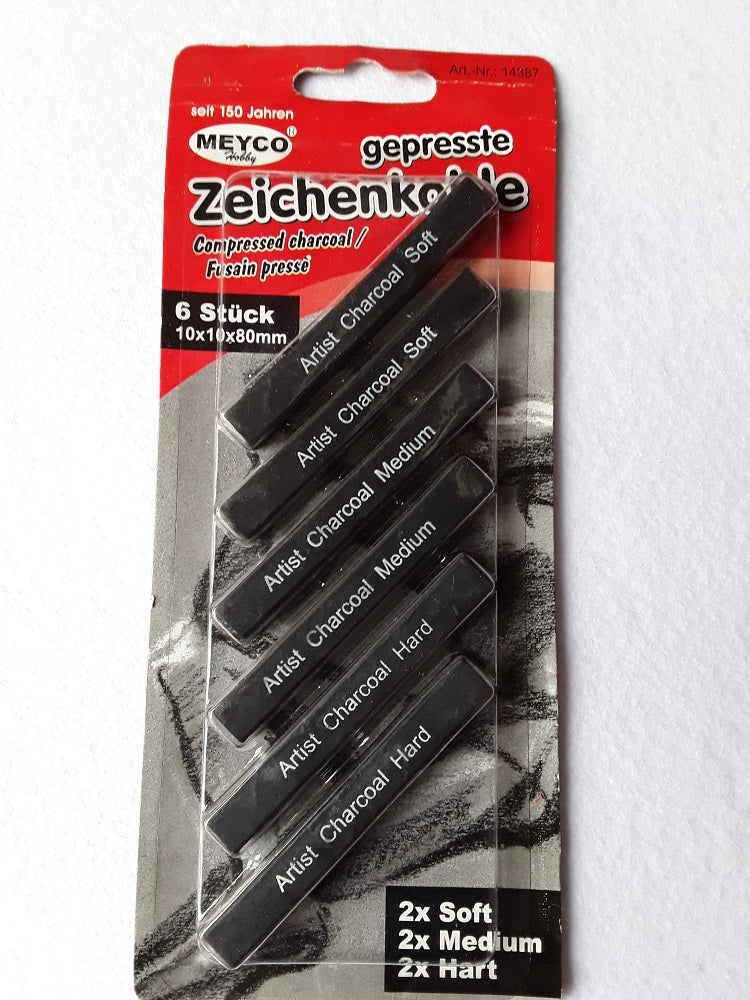 Art.-Nr.: 14387
seit 150 Jahren
MEYCO®
Hobby
gepresste
Zeichenkohle
Compressed charcoal /
Fusain pressè
6 Stück
10x10x80mm
Artist Charcoal Soft
Artist Charcoal Soft
Artist Charcoal Medium
Artist Charcoal Medium
Artist Charcoal Hard
Artist Charcoal Hard
2x Soft
2x Medium
2x Hart